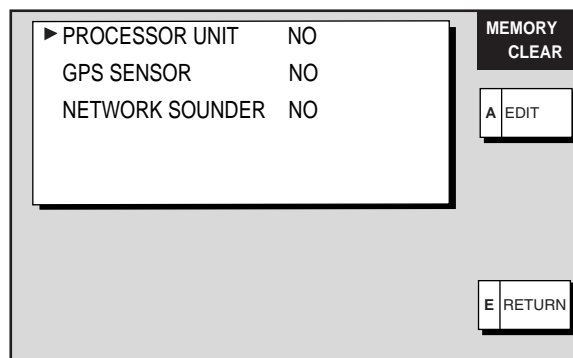 ▶ PROCESSOR UNIT NO
GPS SENSOR NO
NETWORK SOUNDER NO
MEMORY
CLEAR
A EDIT
E RETURN